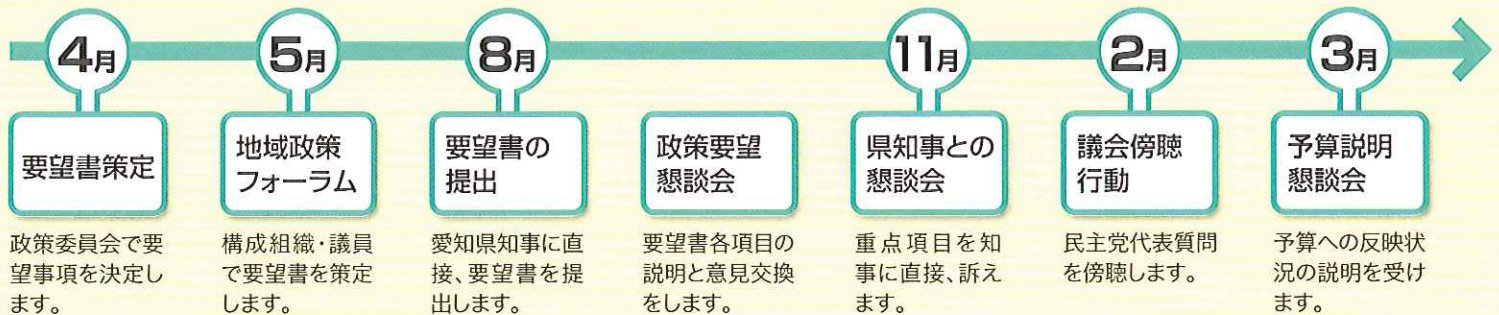 4月
要望書策定
政策委員会で要
望事項を決定し
ます。
5月
地域政策
フォーラム
構成組織・議員
で要望書を策定
します。
8月
要望書の
提出
愛知県知事に直
接、要望書を提
出します。
政策要望
懇談会
要望書各項目の
説明と意見交換
をします。
11月
県知事との
懇談会
重点項目を知
事に直接、訴え
ます。
2月
議会傍聴
行動
民主党代表質問
を傍聴します。
3月
予算説明
懇談会
予算への反映状
況の説明を受け
ます。